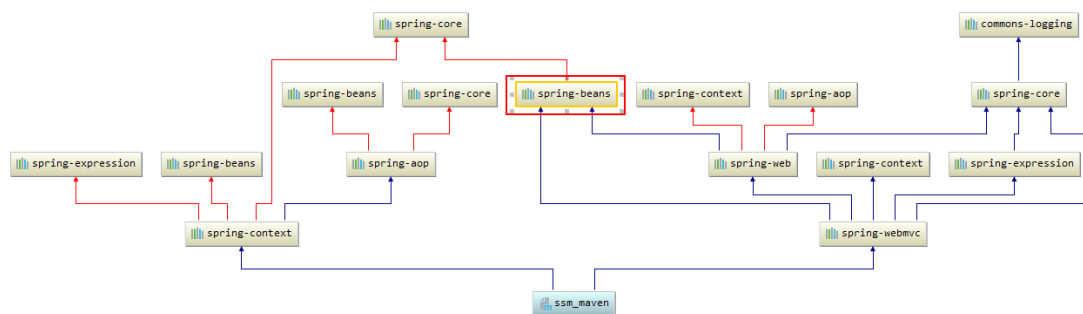 spring-core
commons-logging
spring-beans
spring-core
spring-beans
spring-context
spring-aop
spring-core
spring-expression
spring-beans
spring-aop
spring-web
spring-context
spring-expression
spring-context
spring-webmvc
ssm_maven